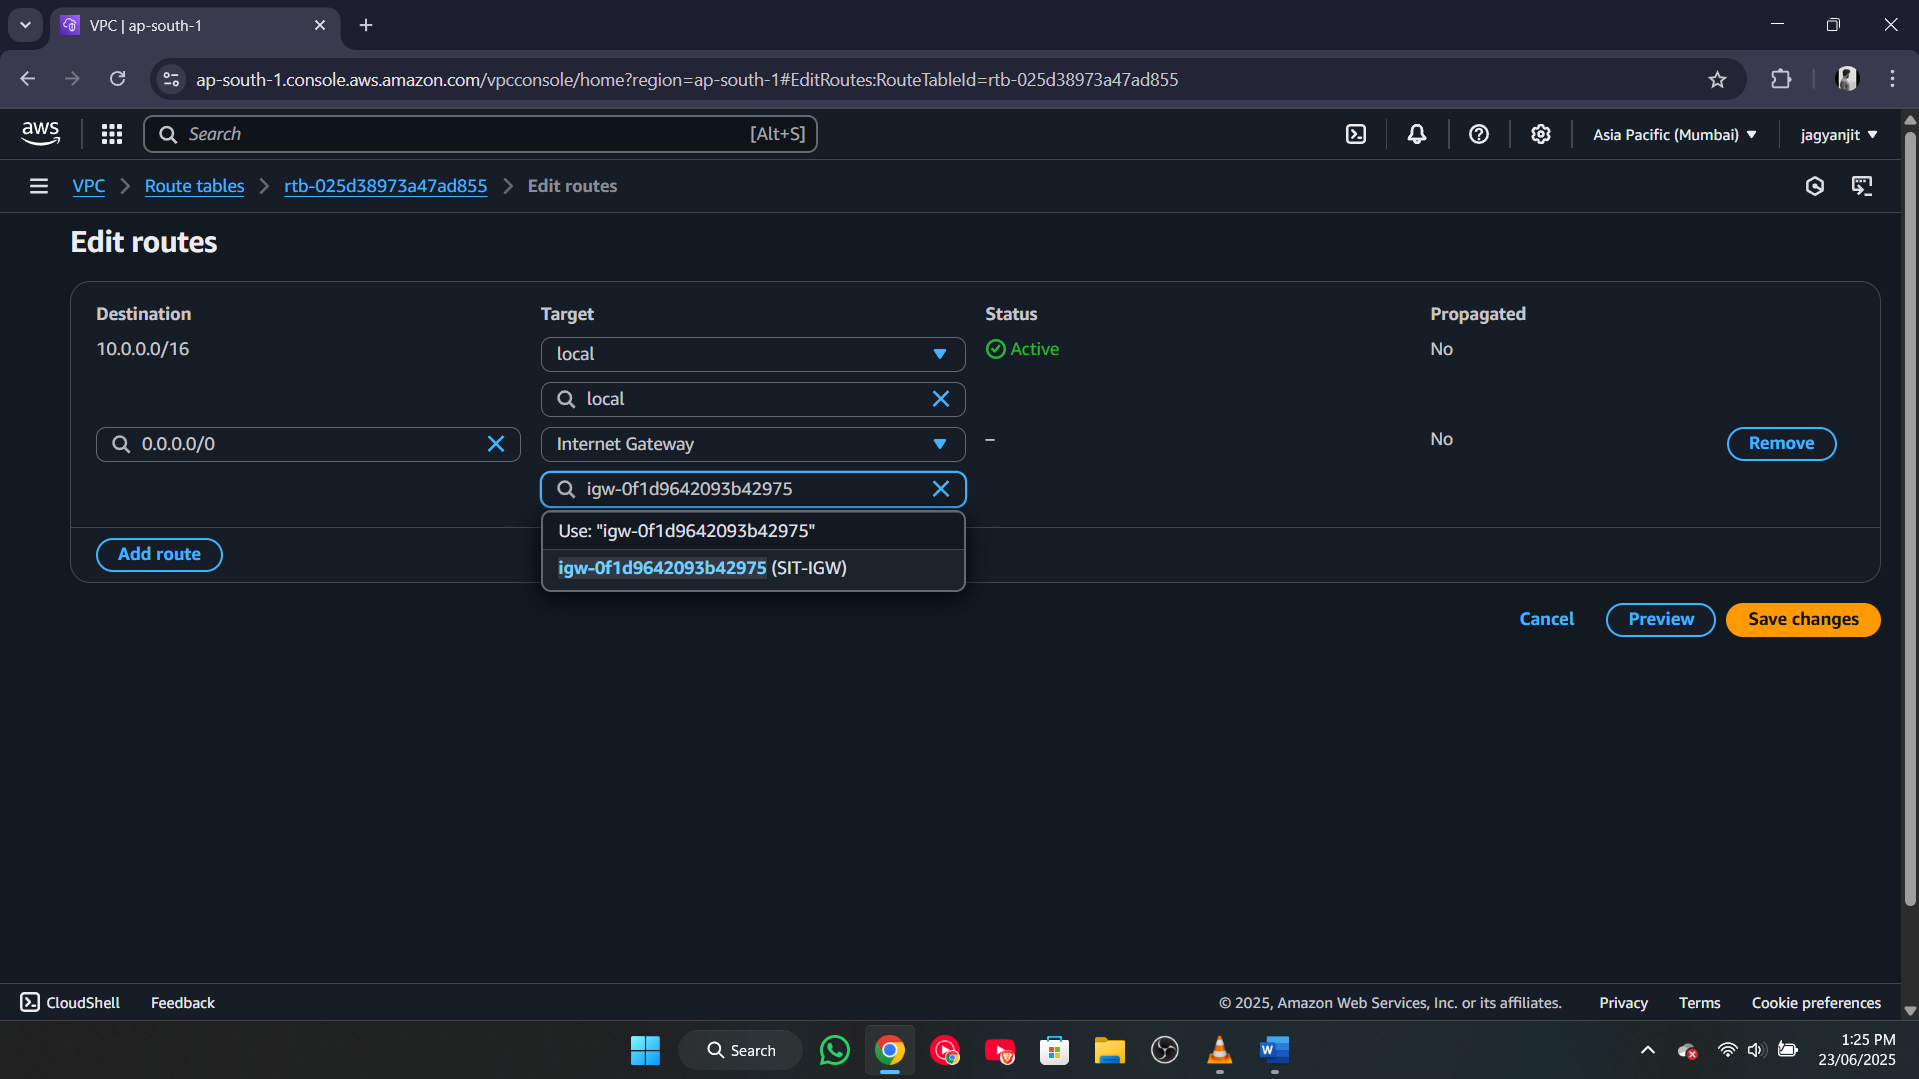 VPC | ap-south-1
ap-south-1.console.aws.amazon.com/vpcconsole/home?region=ap-south-1#EditRoutes:RouteTableId=rtb-025d38973a47ad855
aws Search [Alt+S] Asia Pacific (Mumbai) jagyanjit
VPC Route tables rtb-025d38973a47ad855 Edit routes
Edit routes
Destination Target Status Propagated
10.0.0.0/16 local Active No
local
0.0.0.0/0 Internet Gateway – No Remove
igw-0f1d9642093b42975
Use: "igw-0f1d9642093b42975"
Add route igw-0f1d9642093b42975 (SIT-IGW)
Cancel Preview Save changes
CloudShell Feedback © 2025, Amazon Web Services, Inc. or its affiliates. Privacy Terms Cookie preferences
Search
1:25 PM
23/06/2025